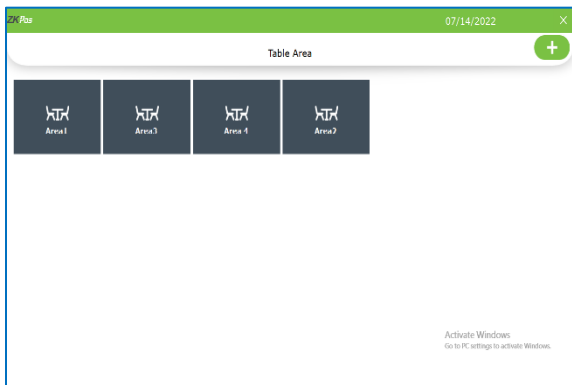 ZKPos
07/14/2022
X
Table Area
+
Area1
Area3
Area 4
Area2
Activate Windows
Go to PC settings to activate Windows.